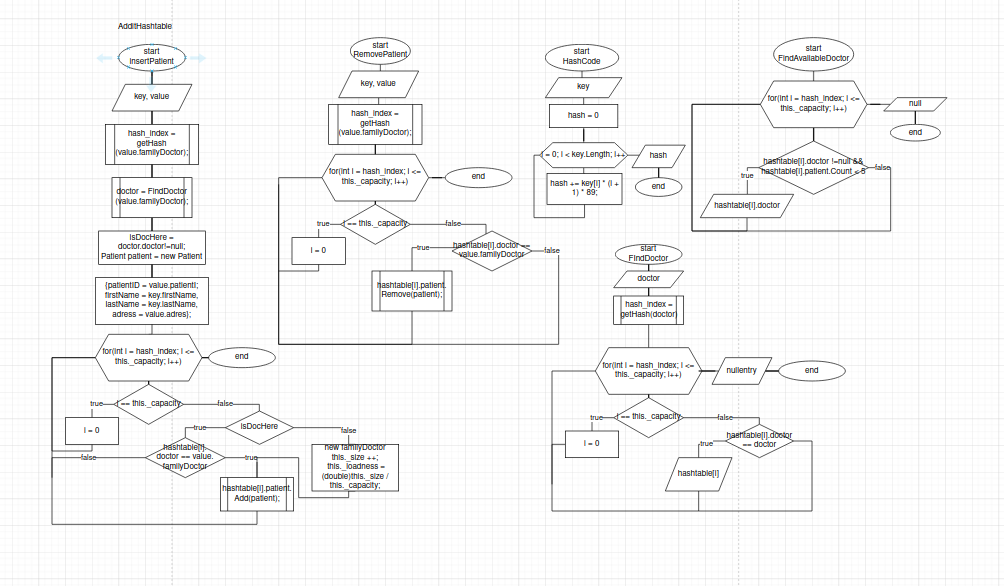 AdditHashtable
start
InsertPatient
key, value
hash_index =
getHash
(value.familyDoctor);
doctor = FindDoctor
(value.familyDoctor);
isDocHere =
doctor.doctor!=null;
Patient patient = new Patient
{patientID = value.patientI;
firstName = key.firstName,
lastName = key.lastName,
adress = value.adres};
for(int I = hash_index; I <=
this._capacity; I++)
end
I == this._capacity
true
false
I = 0
isDocHere
true
false
hashtable[i].
doctor == value.
familyDoctor
false
true
hashtable[i].patient.
Add(patient);
new familyDoctor
this._size ++;
this._loadness =
(double)this._size /
this._capacity;
start
RemovePatient
key, value
hash_index =
getHash
(value.familyDoctor);
for(int I = hash_index; I <=
this._capacity; I++)
end
I == this._capacity
true
false
I = 0
hashtable[i].doctor ==
value.familyDoctor
true
false
hashtable[i].patient.
Remove(patient);
start
HashCode
key
hash = 0
I = 0; I < key.Length; I++
hash
end
hash += key[i] * (I +
1) * 89;
start
FindAvailableDoctor
for(int I = hash_index; I <=
this._capacity; I++)
null
end
hashtable[i].doctor !=null &&
hashtable[i].patient.Count < 5
true
false
hashtable[i].doctor
start
FindDoctor
doctor
hash_index =
getHash(doctor)
for(int I = hash_index; I <=
this._capacity; I++)
nullentry
end
I == this._capacity
true
false
I = 0
hashtable[i].doctor
== doctor
true
hashtable[i]